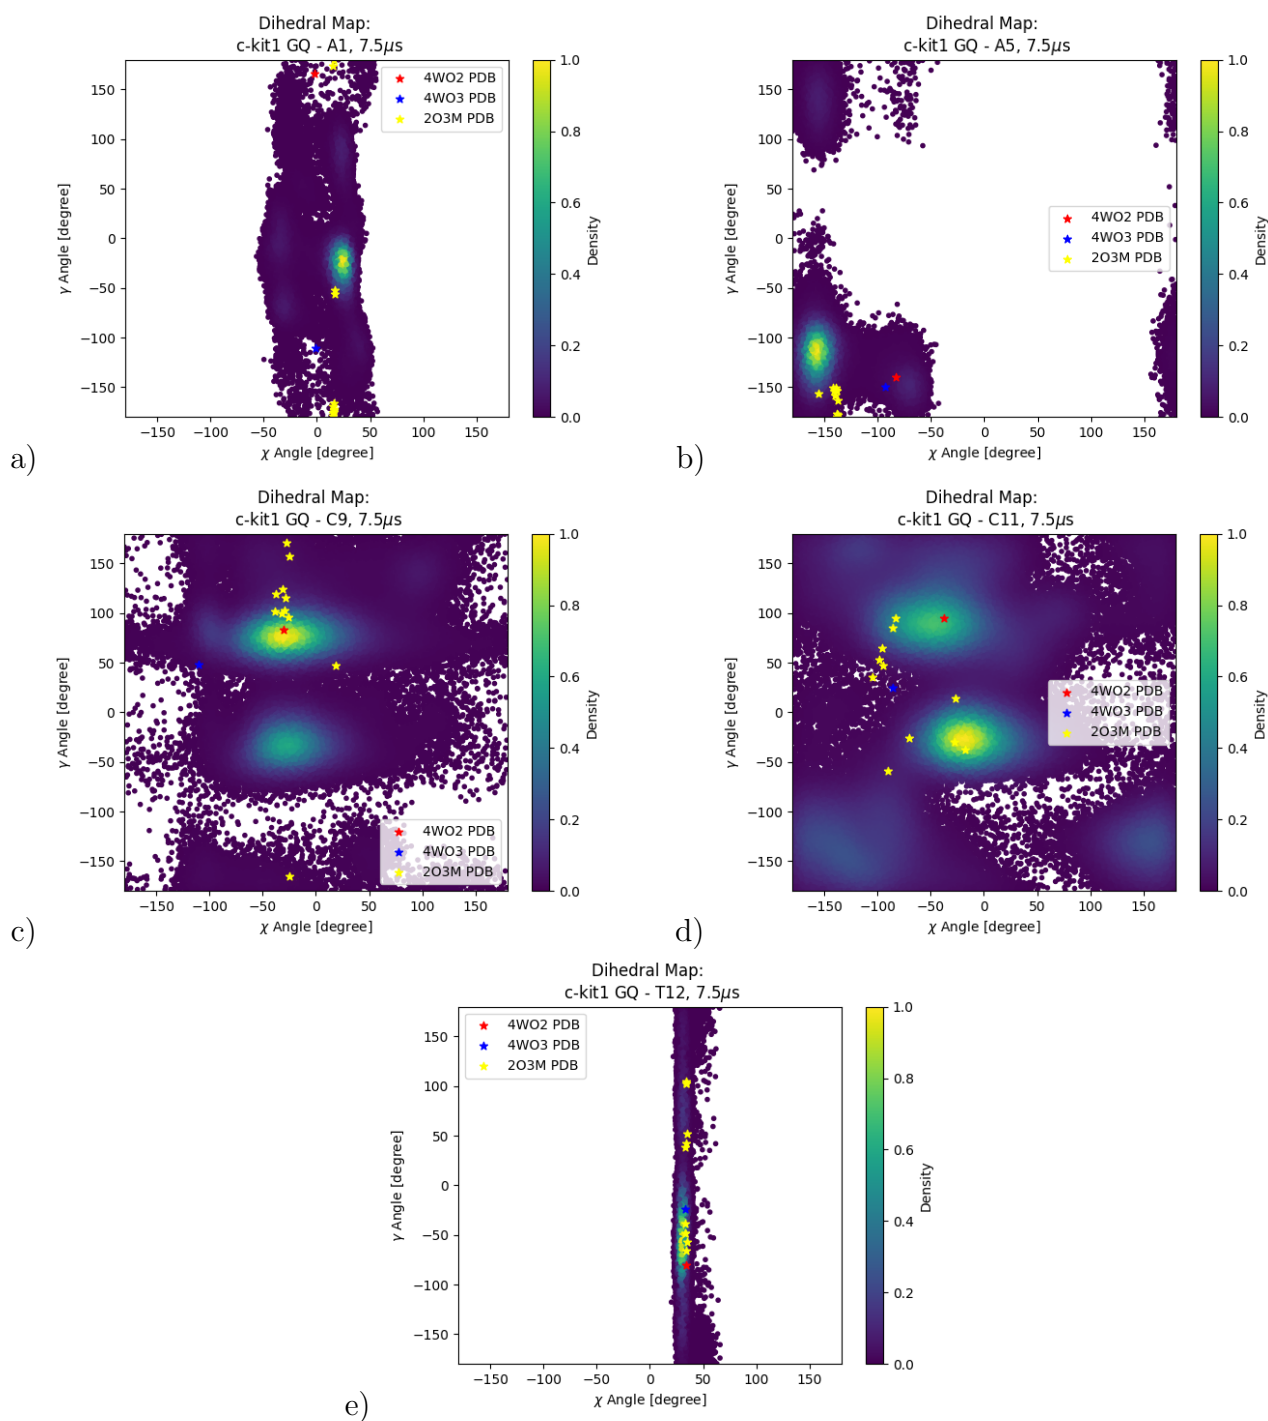 Dihedral Map:
c-kit1 GQ - A1, 7.5μs
4WO2 PDB
4WO3 PDB
2O3M PDB
150
100
50
0
−50
−100
−150
γ Angle [degree]
−150 −100 −50 0 50 100 150
χ Angle [degree]
1.0
0.8
0.6
0.4
0.2
0.0
Density
a)
Dihedral Map:
c-kit1 GQ - A5, 7.5μs
4WO2 PDB
4WO3 PDB
2O3M PDB
150
100
50
0
−50
−100
−150
γ Angle [degree]
−150 −100 −50 0 50 100 150
χ Angle [degree]
1.0
0.8
0.6
0.4
0.2
0.0
Density
b)
Dihedral Map:
c-kit1 GQ - C9, 7.5μs
150
100
50
0
−50
−100
−150
γ Angle [degree]
4WO2 PDB
4WO3 PDB
2O3M PDB
−150 −100 −50 0 50 100 150
χ Angle [degree]
1.0
0.8
0.6
0.4
0.2
0.0
Density
c)
Dihedral Map:
c-kit1 GQ - C11, 7.5μs
150
100
50
0
−50
−100
−150
γ Angle [degree]
4WO2 PDB
4WO3 PDB
2O3M PDB
−150 −100 −50 0 50 100 150
χ Angle [degree]
1.0
0.8
0.6
0.4
0.2
0.0
Density
d)
Dihedral Map:
c-kit1 GQ - T12, 7.5μs
4WO2 PDB
4WO3 PDB
2O3M PDB
150
100
50
0
−50
−100
−150
γ Angle [degree]
−150 −100 −50 0 50 100 150
χ Angle [degree]
1.0
0.8
0.6
0.4
0.2
0.0
Density
e)